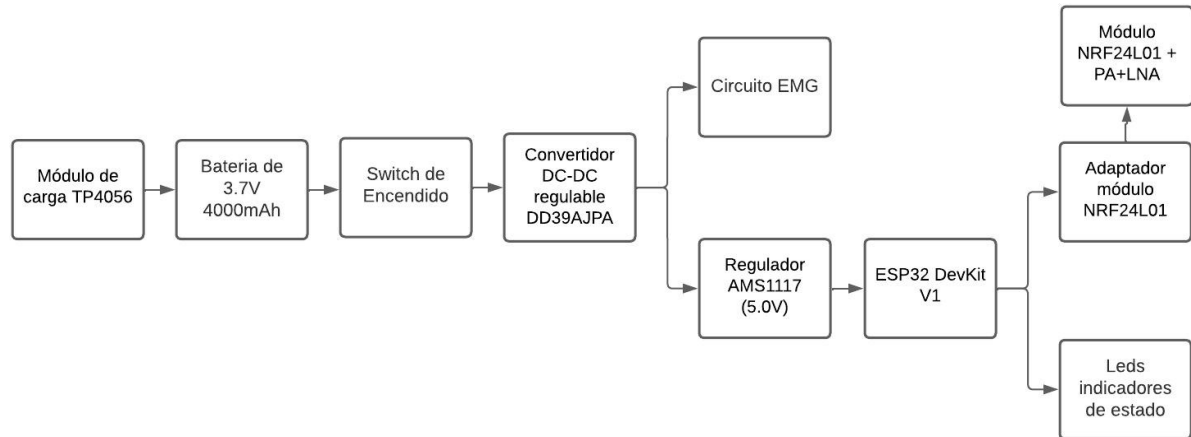 Módulo de
carga TP4056
Bateria de
3.7V
4000mAh
Switch de
Encendido
Convertidor
DC-DC
regulable
DD39AJPA
Circuito EMG
Regulador
AMS1117
(5.0V)
ESP32 DevKit
V1
Módulo
NRF24L01 +
PA+LNA
Adaptador
módulo
NRF24L01
Leds
indicadores
de estado